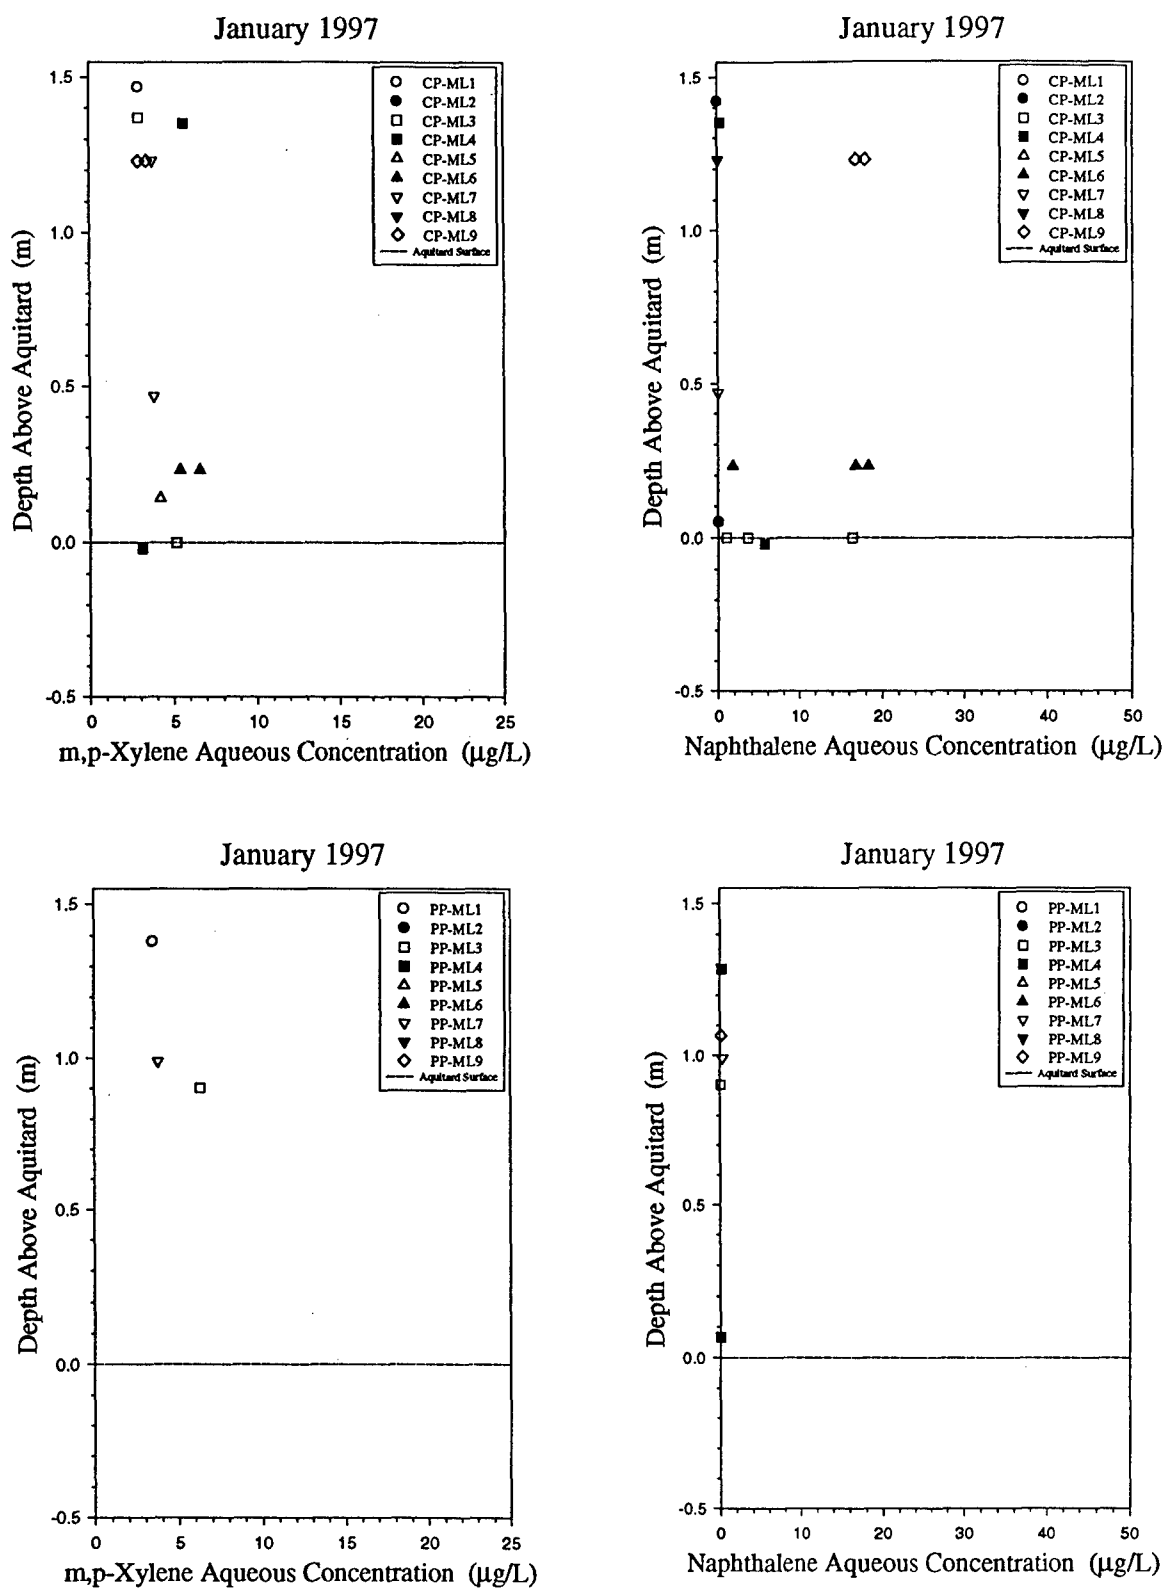 January 1997
1.5
1.0
0.5
0.0
-0.5
Depth Above Aquitard (m)
CP-ML1
CP-ML2
CP-ML3
CP-ML4
CP-ML5
CP-ML6
CP-ML7
CP-ML8
CP-ML9
Aquitard Surface
0 5 10 15 20 25
m,p-Xylene Aqueous Concentration (µg/L)
January 1997
1.5
1.0
0.5
0.0
-0.5
Depth Above Aquitard (m)
CP-ML1
CP-ML2
CP-ML3
CP-ML4
CP-ML5
CP-ML6
CP-ML7
CP-ML8
CP-ML9
Aquitard Surface
0 10 20 30 40 50
Naphthalene Aqueous Concentration (µg/L)
January 1997
1.5
1.0
0.5
0.0
-0.5
Depth Above Aquitard (m)
PP-ML1
PP-ML2
PP-ML3
PP-ML4
PP-ML5
PP-ML6
PP-ML7
PP-ML8
PP-ML9
Aquitard Surface
0 5 10 15 20 25
m,p-Xylene Aqueous Concentration (µg/L)
January 1997
1.5
1.0
0.5
0.0
-0.5
Depth Above Aquitard (m)
PP-ML1
PP-ML2
PP-ML3
PP-ML4
PP-ML5
PP-ML6
PP-ML7
PP-ML8
PP-ML9
Aquitard Surface
0 10 20 30 40 50
Naphthalene Aqueous Concentration (µg/L)